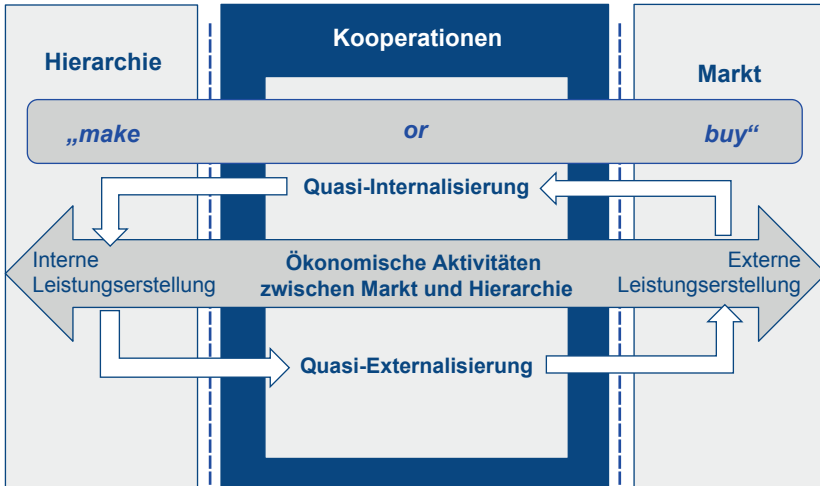 Kooperationen
Hierarchie
Markt
„make
or
buy“
Quasi-Internalisierung
Interne
Leistungserstellung
Ökonomische Aktivitäten
zwischen Markt und Hierarchie
Externe
Leistungserstellung
Quasi-Externalisierung